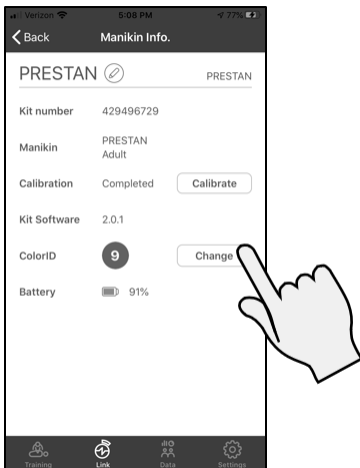 Verizon 5:08 PM 77%
Back Manikin Info.
PRESTAN PRESTAN
Kit number 429496729
Manikin PRESTAN
Adult
Calibration Completed Calibrate
Kit Software 2.0.1
ColorID 9 Change
Battery 91%
Training Link Data Settings